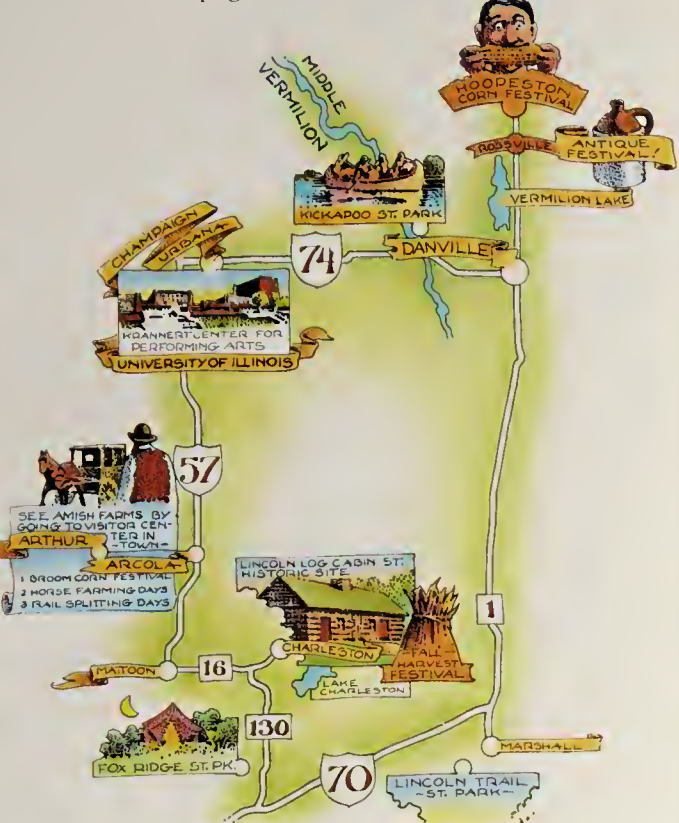 MIDDLE
VERMILION
HOOPESTON
CORN FESTIVAL
ROSSVILLE
ANTIQUE
FESTIVAL!
VERMILION LAKE
KICKAPOO ST. PARK
CHAMPAIGN
URBANA
74
DANVILLE
KRANNERT CENTER FOR
PERFORMING ARTS
UNIVERSITY OF ILLINOIS
57
SEE AMISH FARMS BY
GOING TO VISITOR CEN-
TER IN
-TOWN-
ARTHUR
ARCOLA
1 BROOM CORN FESTIVAL
2 HORSE FARMING DAYS
3 RAIL SPLITTING DAYS
LINCOLN LOG CABIN ST.
HISTORIC SITE
1
CHARLESTON
FALL
HARVEST
FESTIVAL
LAKE
CHARLESTON
MATOON
16
130
FOX RIDGE ST. PK.
70
MARSHALL
LINCOLN TRAIL
~ST. PARK~